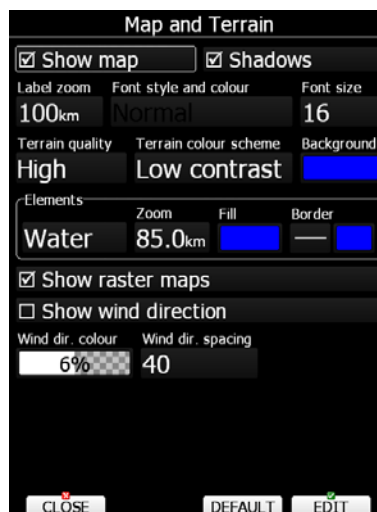 Map and Terrain
Show map Shadows
Label zoom Font style and colour Font size
100km Normal 16
Terrain quality Terrain colour scheme Background
High Low contrast
Elements
Zoom Fill Border
Water 85.0km
Show raster maps
Show wind direction
Wind dir. colour Wind dir. spacing
6% 40
CLOSE DEFAULT EDIT